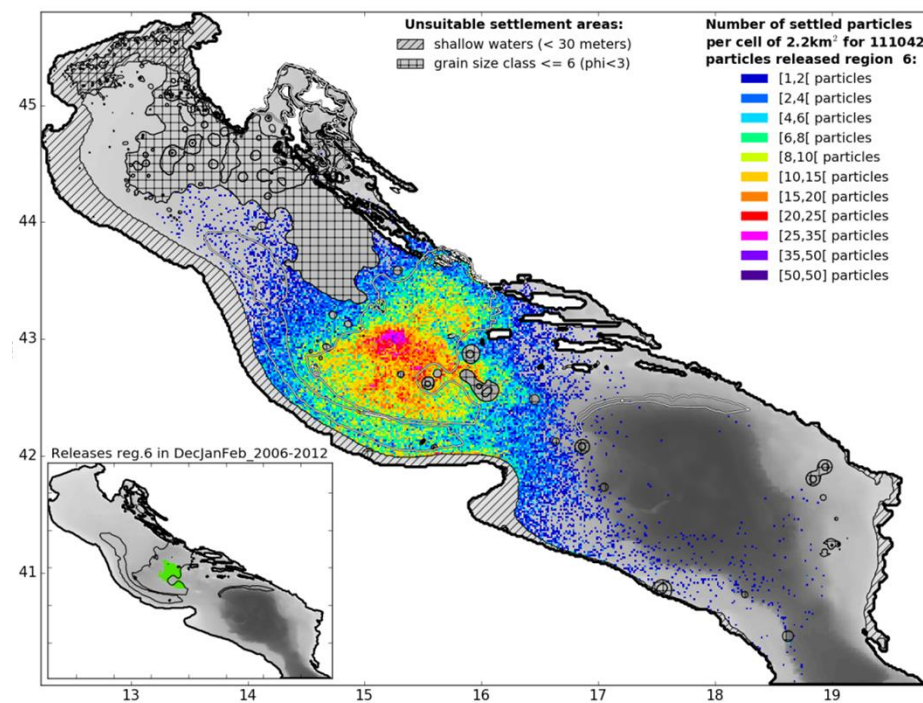 Unsuitable settlement areas:
shallow waters (< 30 meters)
grain size class <= 6 (phi<3)
Number of settled particles
per cell of 2.2km² for 111042
particles released region 6:
[1,2[ particles
[2,4[ particles
[4,6[ particles
[6,8[ particles
[8,10[ particles
[10,15[ particles
[15,20[ particles
[20,25[ particles
[25,35[ particles
[35,50[ particles
[50,50] particles
45
44
43
42
41
Releases reg.6 in DecJanFeb_2006-2012
13
14
15
16
17
18
19